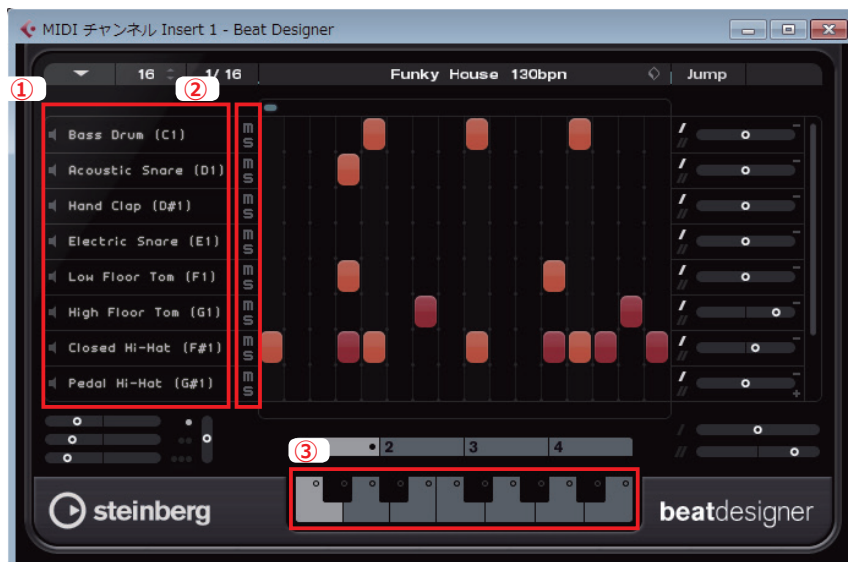 MIDI チャンネル Insert 1 - Beat Designer
16 1/ 16 Funky House 130bpn Jump
① ②
Bass Drum (C1) m S
Acoustic Snare (D1) m S
Hand Clap (D#1) m S
Electric Snare (E1) m S
Low Floor Tom (F1) m S
High Floor Tom (G1) m S
Closed Hi-Hat (F#1) m S
Pedal Hi-Hat (G#1) m S
③ 2 3 4
steinberg beatdesigner